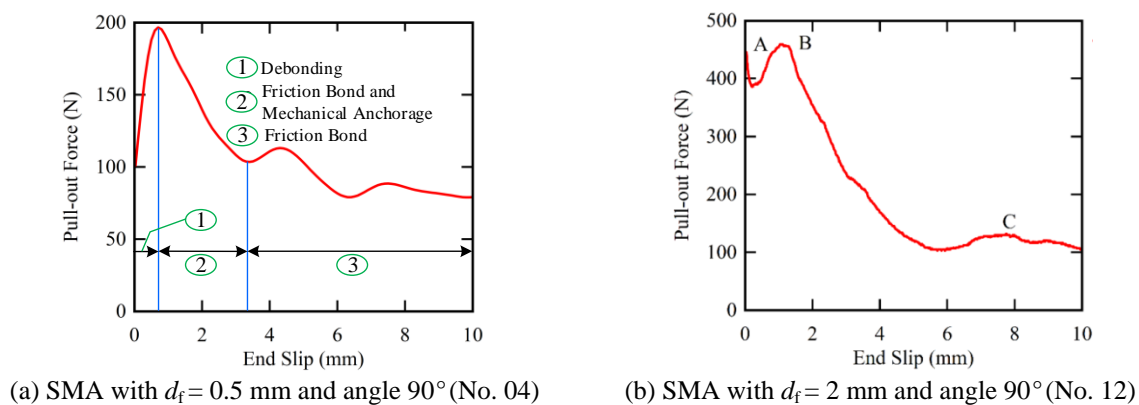 200
150
100
50
0
Pull-out Force (N)
1 Debonding
2 Friction Bond and
Mechanical Anchorage
3 Friction Bond
1
2
3
0 2 4 6 8 10
End Slip (mm)
(a) SMA with df = 0.5 mm and angle 90° (No. 04)
500
400
300
200
100
0
Pull-out Force (N)
A B
C
0 2 4 6 8 10
End Slip (mm)
(b) SMA with df = 2 mm and angle 90° (No. 12)